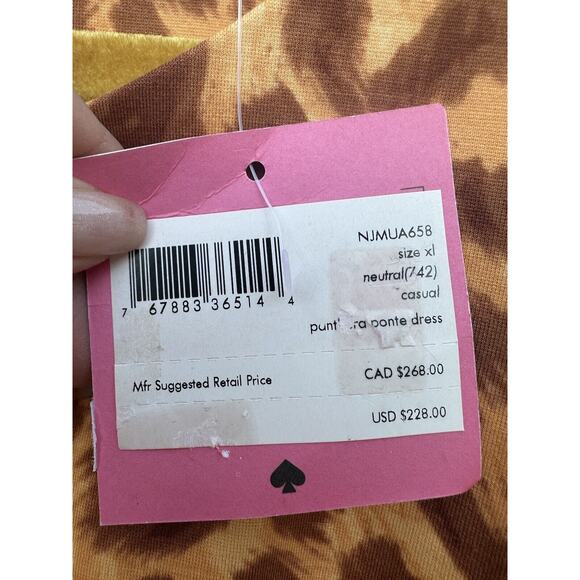 NJMUA658
size xl
neutral(742)
casual
ponte dress
7 67883 36514 4
Mfr Suggested Retail Price
CAD $268.00
USD $228.00